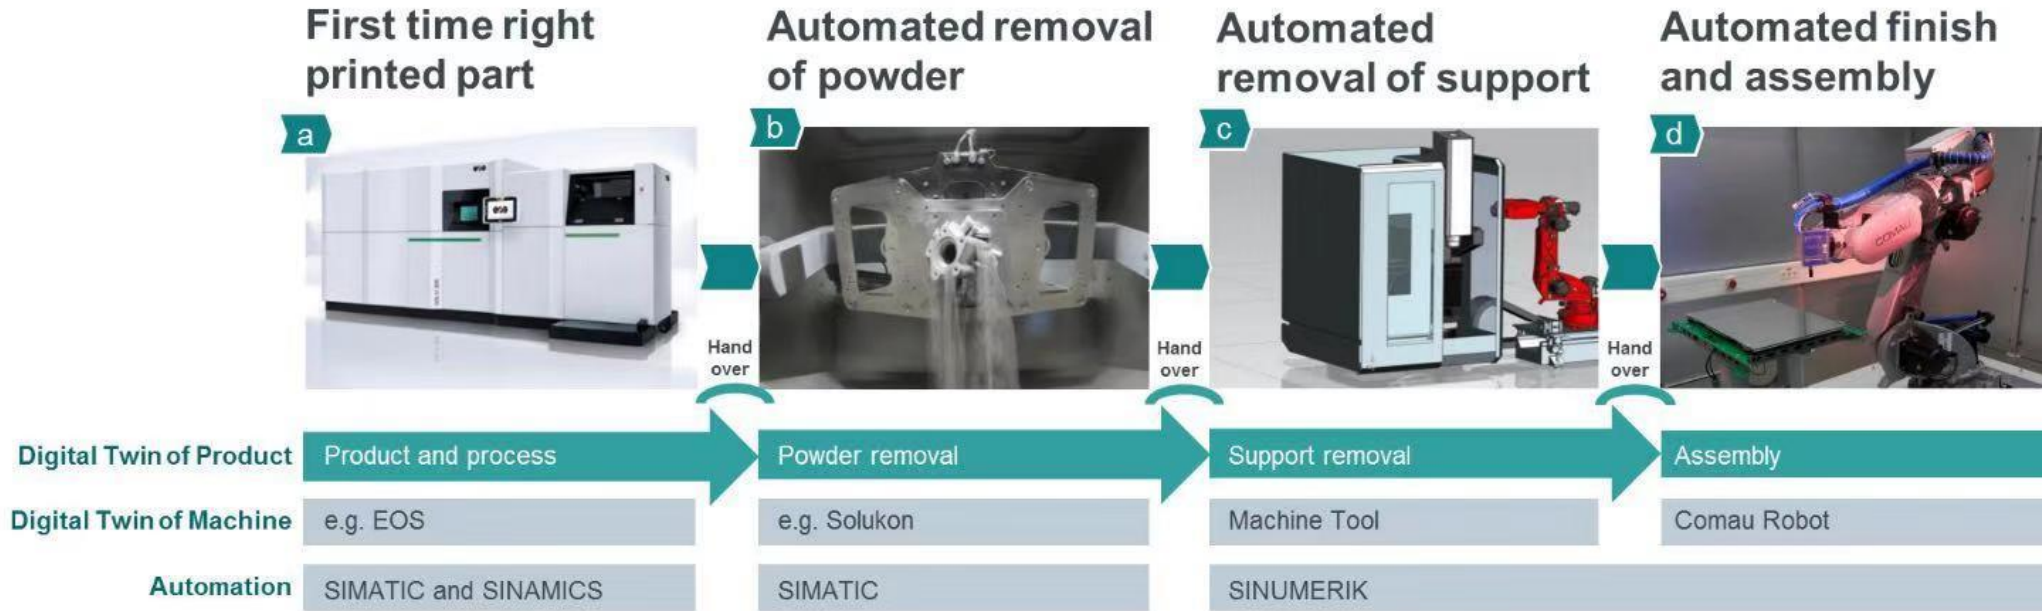 First time right
printed part
Automated removal
of powder
Automated
removal of support
Automated finish
and assembly
a
b
c
d
COMAU
Hand
over
Hand
over
Hand
over
Digital Twin of Product
Product and process
Powder removal
Support removal
Assembly
Digital Twin of Machine
e.g. EOS
e.g. Solukon
Machine Tool
Comau Robot
Automation
SIMATIC and SINAMICS
SIMATIC
SINUMERIK